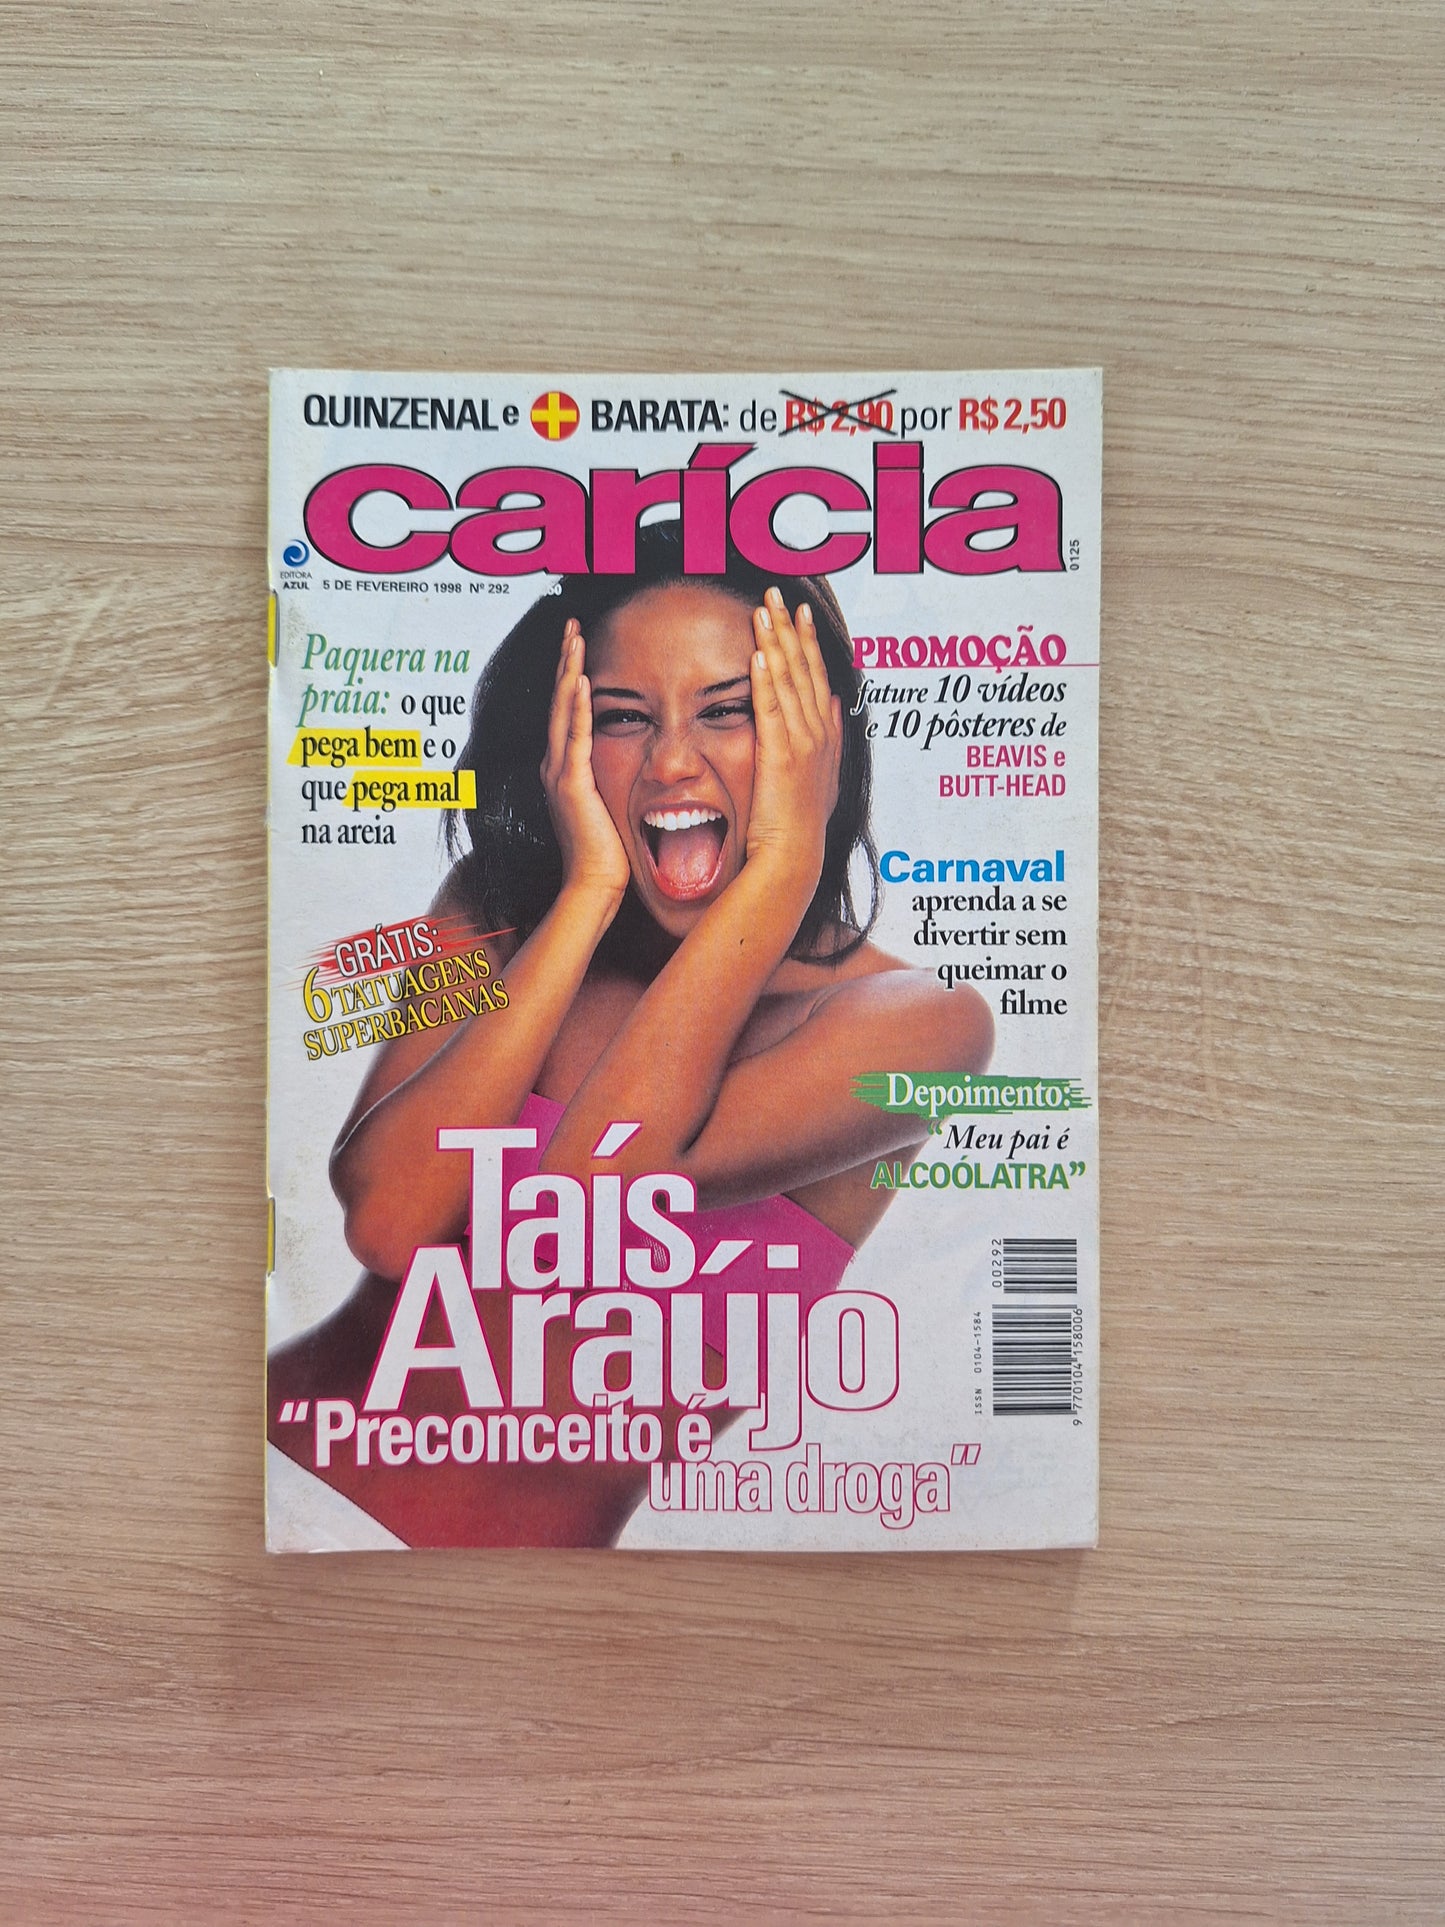 QUINZENAL e + BARATA: de R$ 2,90 por R$ 2,50
carícia
0125
EDITORA
AZUL
5 DE FEVEREIRO 1998 Nº 292
Paquera na
praia: o que
pega bem e o
que pega mal
na areia
GRÁTIS:
6 TATUAGENS
SUPERBACANAS
PROMOÇÃO
fature 10 vídeos
e 10 pôsteres de
BEAVIS e
BUTT-HEAD
Carnaval
aprenda a se
divertir sem
queimar o
filme
Depoimento:
“Meu pai é
ALCOÓLATRA”
Taís
Araújo
“Preconceito é
uma droga”
00292
ISSN 0104-1584
9 770104 158006